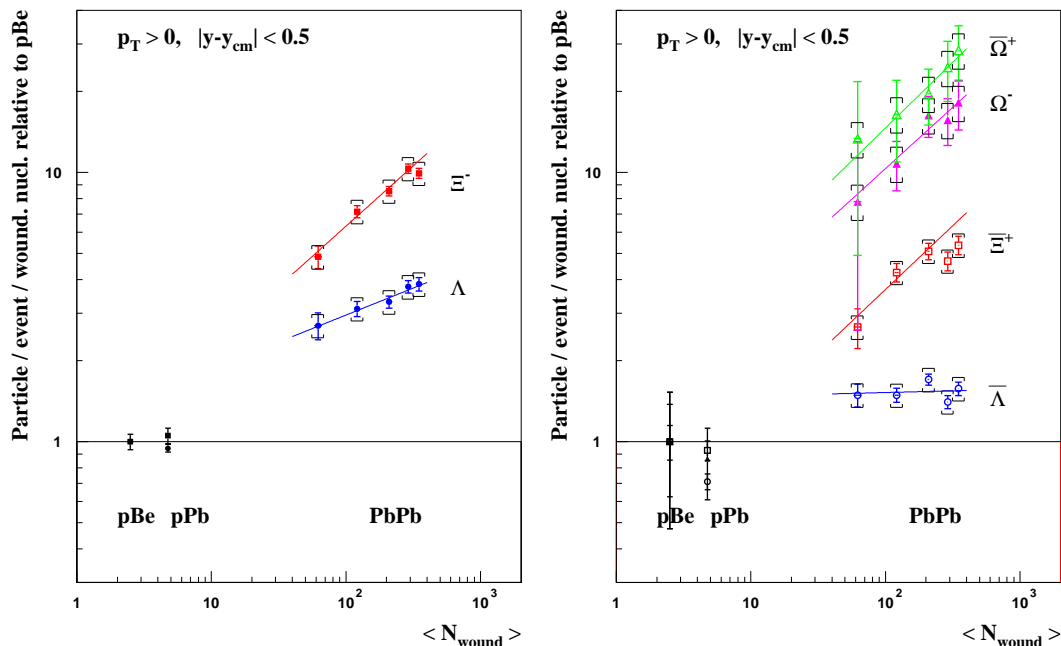 Particle / event / wound. nucl. relative to pBe
p_T > 0, |y-y_cm| < 0.5
10
1
Ξ⁻
Λ
pBe pPb PbPb
1 10 10² 10³
< N_wound >
Particle / event / wound. nucl. relative to pBe
p_T > 0, |y-y_cm| < 0.5
10
1
Ω̅⁺
Ω⁻
Ξ̅⁺
Λ̅
pBe pPb PbPb
1 10 10² 10³
< N_wound >